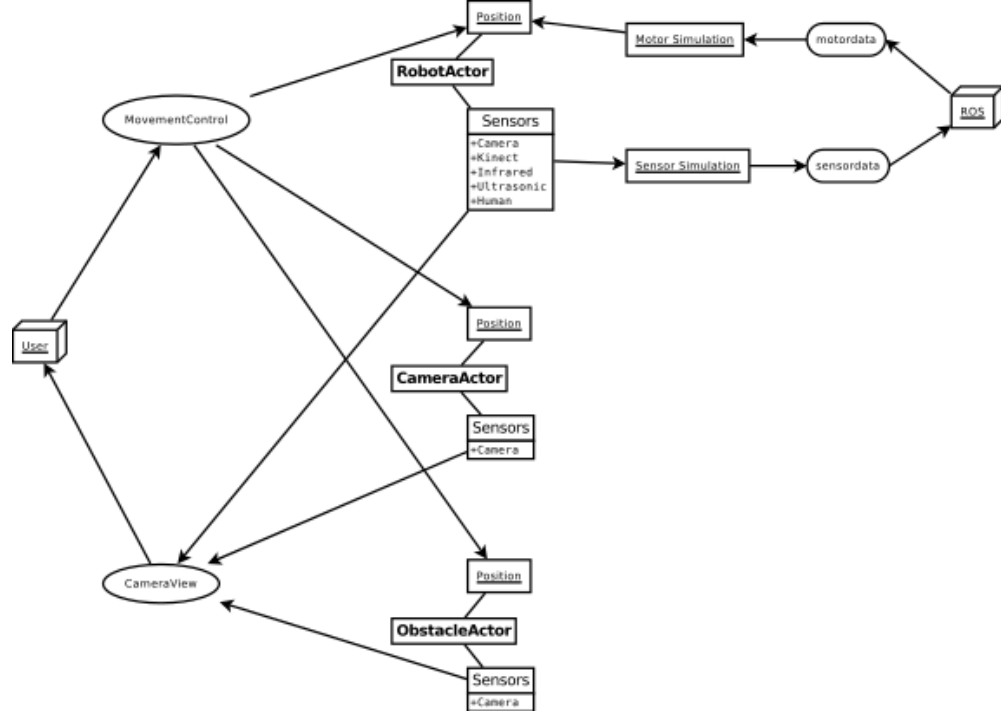 Position
Motor Simulation
motordata
RobotActor
ROS
MovementControl
Sensors
+Camera
+Kinect
+Infrared
+Ultrasonic
+Human
Sensor Simulation
sensordata
Position
User
CameraActor
Sensors
+Camera
Position
CameraView
ObstacleActor
Sensors
+Camera